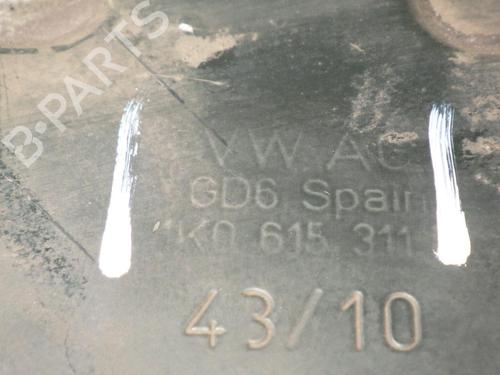 B-PARTS
VW. AG
GD6 Spain
1K0 615 311
43/10